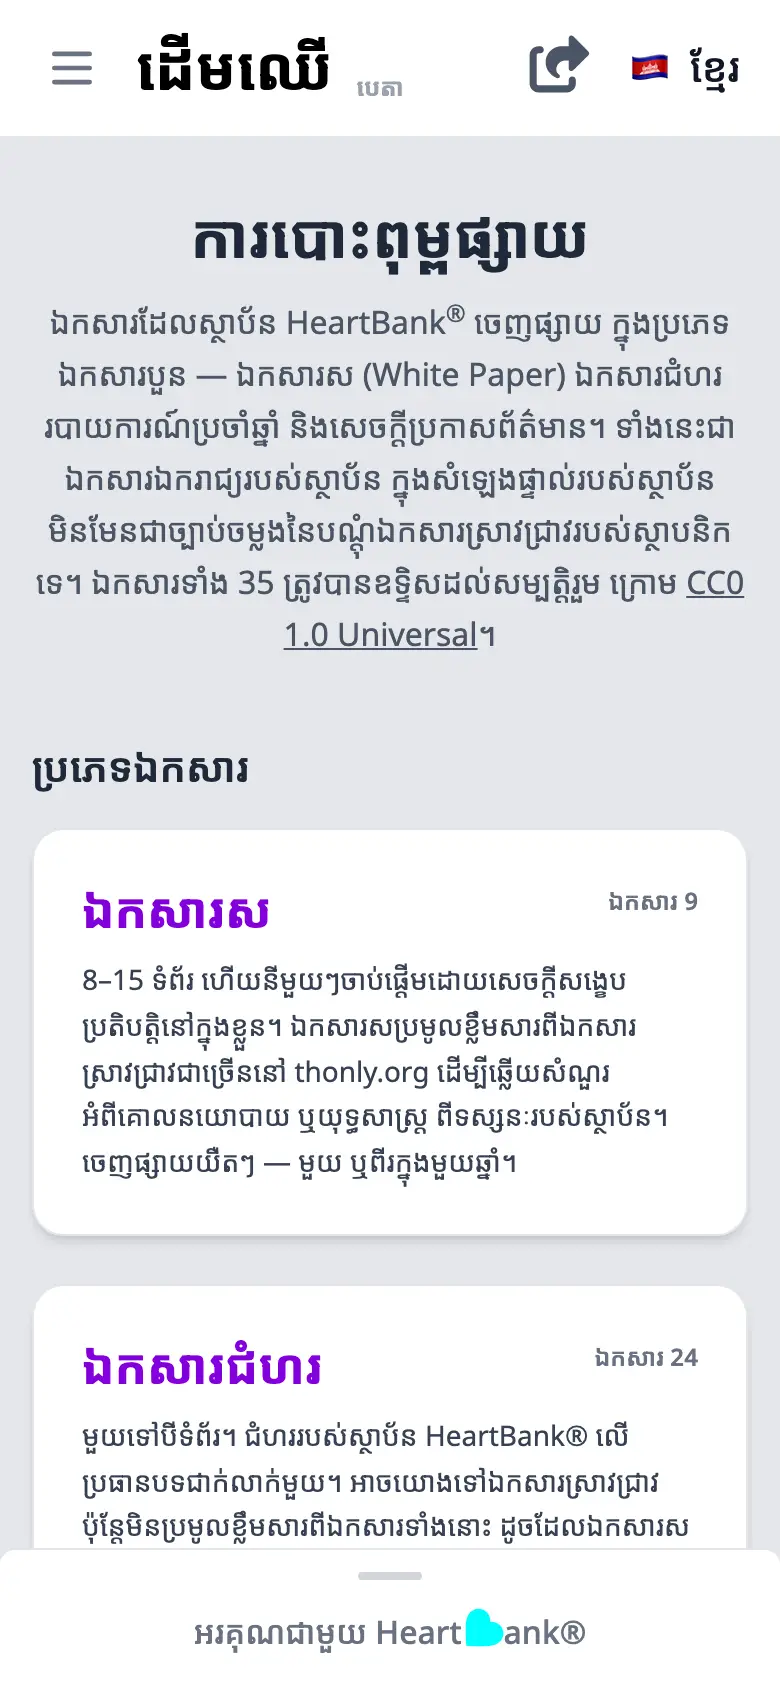 ដើមឈើ បេតា ខ្មែរ
ការបោះពុម្ពផ្សាយ
ឯកសារដែលស្ថាប័ន HeartBank® ចេញផ្សាយ ក្នុងប្រភេទ
ឯកសារបួន — ឯកសារស (White Paper) ឯកសារជំហរ
របាយការណ៍ប្រចាំឆ្នាំ និងសេចក្ដីប្រកាសព័ត៌មាន។ ទាំងនេះជា
ឯកសារឯករាជ្យរបស់ស្ថាប័ន ក្នុងសំឡេងផ្ទាល់របស់ស្ថាប័ន
មិនមែនជាច្បាប់ចម្លងនៃបណ្ដុំឯកសារស្រាវជ្រាវរបស់ស្ថាបនិក
ទេ។ ឯកសារទាំង 35 ត្រូវបានឧទ្ទិសដល់សម្បត្តិរួម ក្រោម CC0
1.0 Universal។
ប្រភេទឯកសារ
ឯកសារស
ឯកសារ 9
8–15 ទំព័រ ហើយនីមួយៗចាប់ផ្ដើមដោយសេចក្ដីសង្ខេប
ប្រតិបត្តិនៅក្នុងខ្លួន។ ឯកសារសប្រមូលខ្លឹមសារពីឯកសារ
ស្រាវជ្រាវជាច្រើននៅ thonly.org ដើម្បីឆ្លើយសំណួរ
អំពីគោលនយោបាយ ឬយុទ្ធសាស្ត្រ ពីទស្សនៈរបស់ស្ថាប័ន។
ចេញផ្សាយយឺតៗ — មួយ ឬពីរក្នុងមួយឆ្នាំ។
ឯកសារជំហរ
ឯកសារ 24
មួយទៅបីទំព័រ។ ជំហររបស់ស្ថាប័ន HeartBank® លើ
ប្រធានបទជាក់លាក់មួយ។ អាចយោងទៅឯកសារស្រាវជ្រាវ
ប៉ុន្តែមិនប្រមូលខ្លឹមសារពីឯកសារទាំងនោះ ដូចដែលឯកសារស
អរគុណជាមួយ HeartBank®